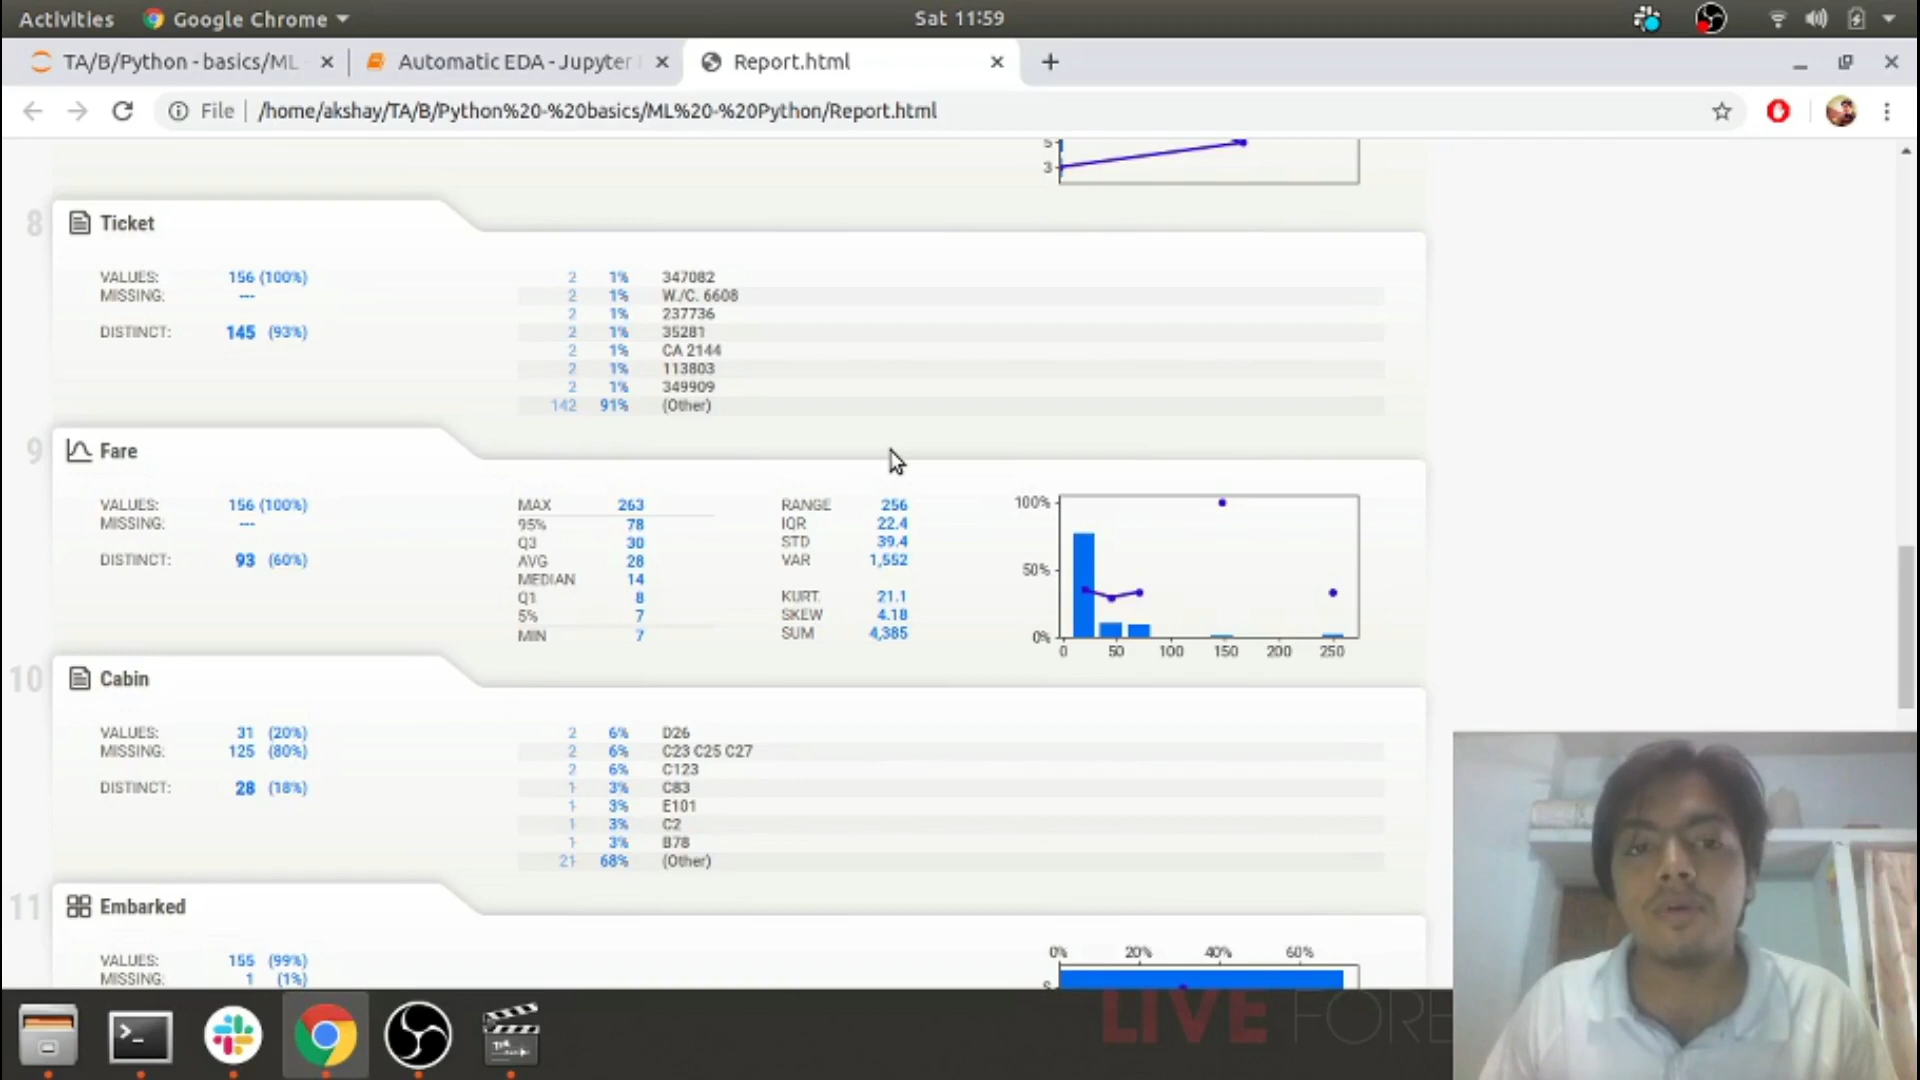 Activities
Google Chrome
Sat 11:59
TA/B/Python - basics/ML
Automatic EDA - Jupyter
Report.html
File
/home/akshay/TA/B/Python%20-%20basics/ML%20-%20Python/Report.html
5
3
8
Ticket
VALUES: 156 (100%)
MISSING: ---
DISTINCT: 145 (93%)
2 1% 347082
2 1% W./C. 6608
2 1% 237736
2 1% 35281
2 1% CA 2144
2 1% 113803
2 1% 349909
142 91% (Other)
9
Fare
VALUES: 156 (100%)
MISSING: ---
DISTINCT: 93 (60%)
MAX 263
95% 78
Q3 30
AVG 28
MEDIAN 14
Q1 8
5% 7
MIN 7
RANGE 256
IQR 22.4
STD 39.4
VAR 1,552
KURT. 21.1
SKEW 4.18
SUM 4,385
100%
50%
0%
0 50 100 150 200 250
10
Cabin
VALUES: 31 (20%)
MISSING: 125 (80%)
DISTINCT: 28 (18%)
2 6% D26
2 6% C23 C25 C27
2 6% C123
1 3% C83
1 3% E101
1 3% C2
1 3% B78
21 68% (Other)
11
Embarked
VALUES: 155 (99%)
MISSING: 1 (1%)
0% 20% 40% 60%
LIVE FORE